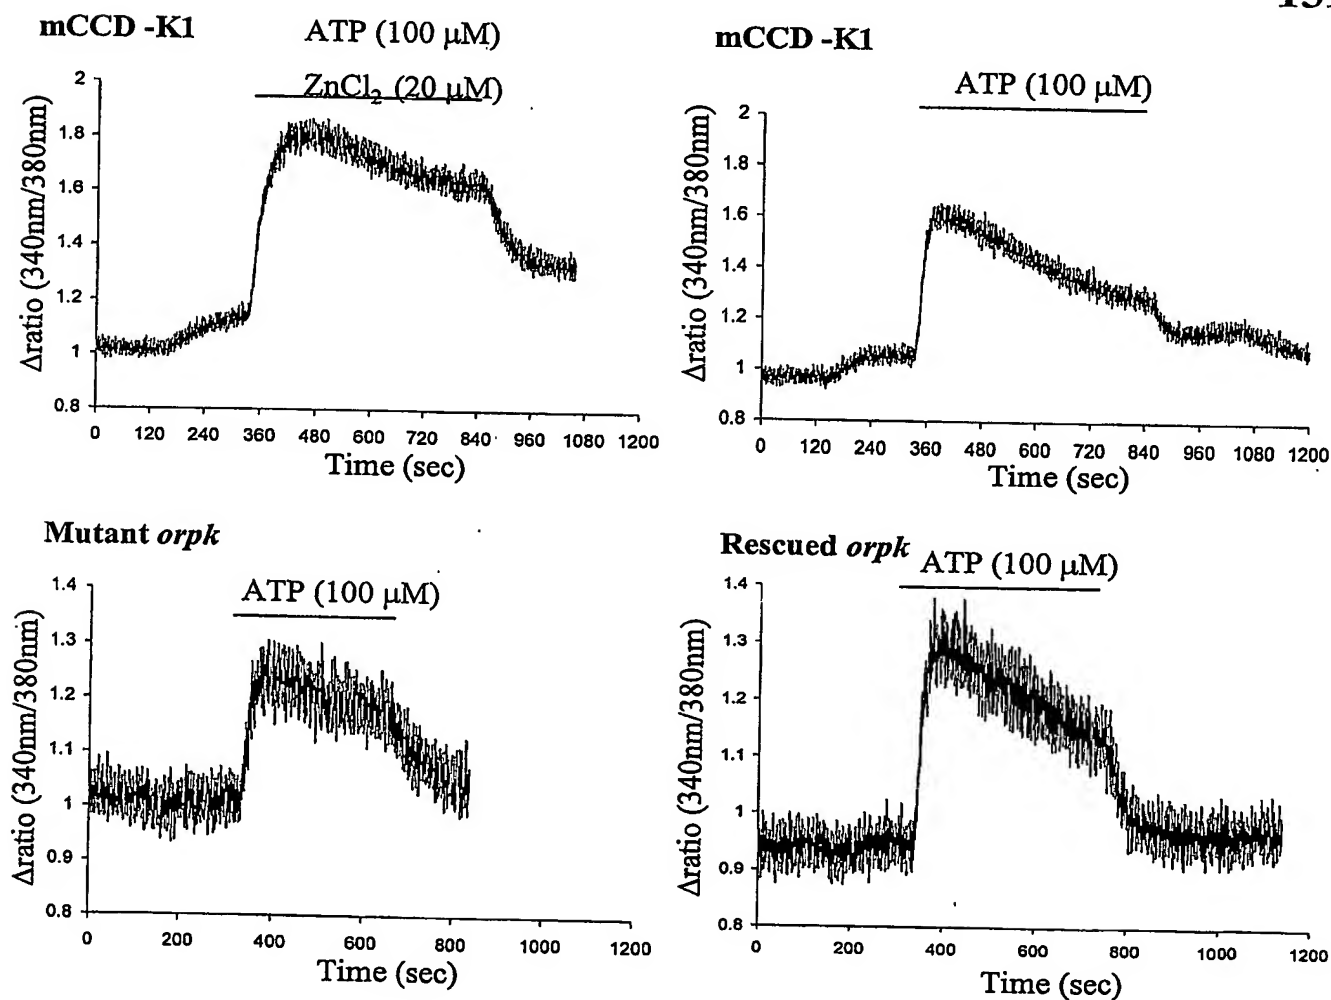 mCCD -K1
ATP (100 μM)
ZnCl₂ (20 μM)
Δratio (340nm/380nm)
2
1.8
1.6
1.4
1.2
1
0.8
0 120 240 360 480 600 720 840 960 1080 1200
Time (sec)
mCCD -K1
ATP (100 μM)
Δratio (340nm/380nm)
2
1.8
1.6
1.4
1.2
1
0.8
0 120 240 360 480 600 720 840 960 1080 1200
Time (sec)
Mutant orpk
ATP (100 μM)
Δratio (340nm/380nm)
1.4
1.3
1.2
1.1
1
0.9
0.8
0 200 400 600 800 1000 1200
Time (sec)
Rescued orpk
ATP (100 μM)
Δratio (340nm/380nm)
1.4
1.3
1.2
1.1
1
0.9
0.8
0 200 400 600 800 1000 1200
Time (sec)